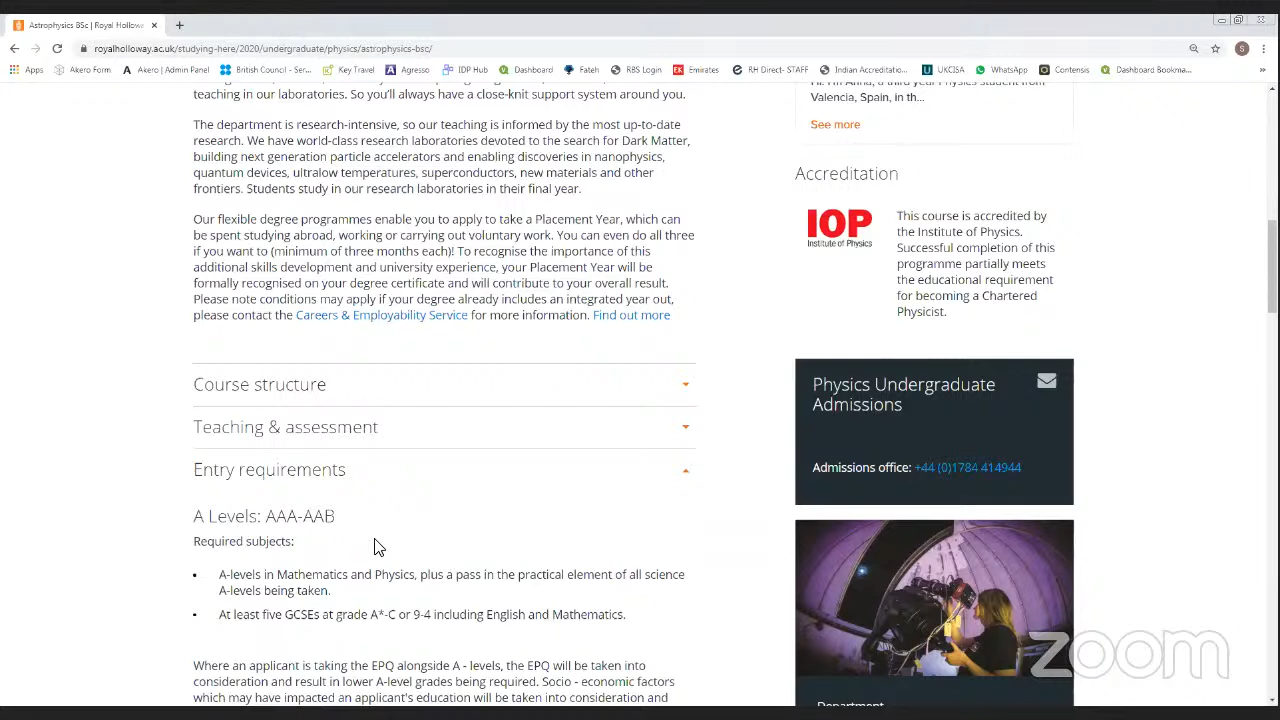 Astrophysics BSc | Royal Hollowa
royalholloway.ac.uk/studying-here/2020/undergraduate/physics/astrophysics-bsc/
S
Apps
Akero Form
Akero | Admin Panel
British Council - Ser...
Key Travel
Agresso
IDP Hub
Dashboard
Fateh
RBS Login
EK
Emirates
RH Direct- STAFF
Indian Accreditatio...
UKCISA
WhatsApp
Contensis
Dashboard Bookma...
teaching in our laboratories. So you'll always have a close-knit support system around you.
The department is research-intensive, so our teaching is informed by the most up-to-date
research. We have world-class research laboratories devoted to the search for Dark Matter,
building next generation particle accelerators and enabling discoveries in nanophysics,
quantum devices, ultralow temperatures, superconductors, new materials and other
frontiers. Students study in our research laboratories in their final year.
Our flexible degree programmes enable you to apply to take a Placement Year, which can
be spent studying abroad, working or carrying out voluntary work. You can even do all three
if you want to (minimum of three months each)! To recognise the importance of this
additional skills development and university experience, your Placement Year will be
formally recognised on your degree certificate and will contribute to your overall result.
Please note conditions may apply if your degree already includes an integrated year out,
please contact the Careers & Employability Service for more information. Find out more
Course structure
Teaching & assessment
Entry requirements
A Levels: AAA-AAB
Required subjects:
A-levels in Mathematics and Physics, plus a pass in the practical element of all science
A-levels being taken.
At least five GCSEs at grade A*-C or 9-4 including English and Mathematics.
Where an applicant is taking the EPQ alongside A - levels, the EPQ will be taken into
consideration and result in lower A-level grades being required. Socio - economic factors
which may have impacted an applicant's education will be taken into consideration and
Hi! I'm Anna, a third year Physics student from
Valencia, Spain, in th...
See more
Accreditation
IOP
Institute of Physics
This course is accredited by
the Institute of Physics.
Successful completion of this
programme partially meets
the educational requirement
for becoming a Chartered
Physicist.
Physics Undergraduate
Admissions
Admissions office: +44 (0)1784 414944
Department
zoom